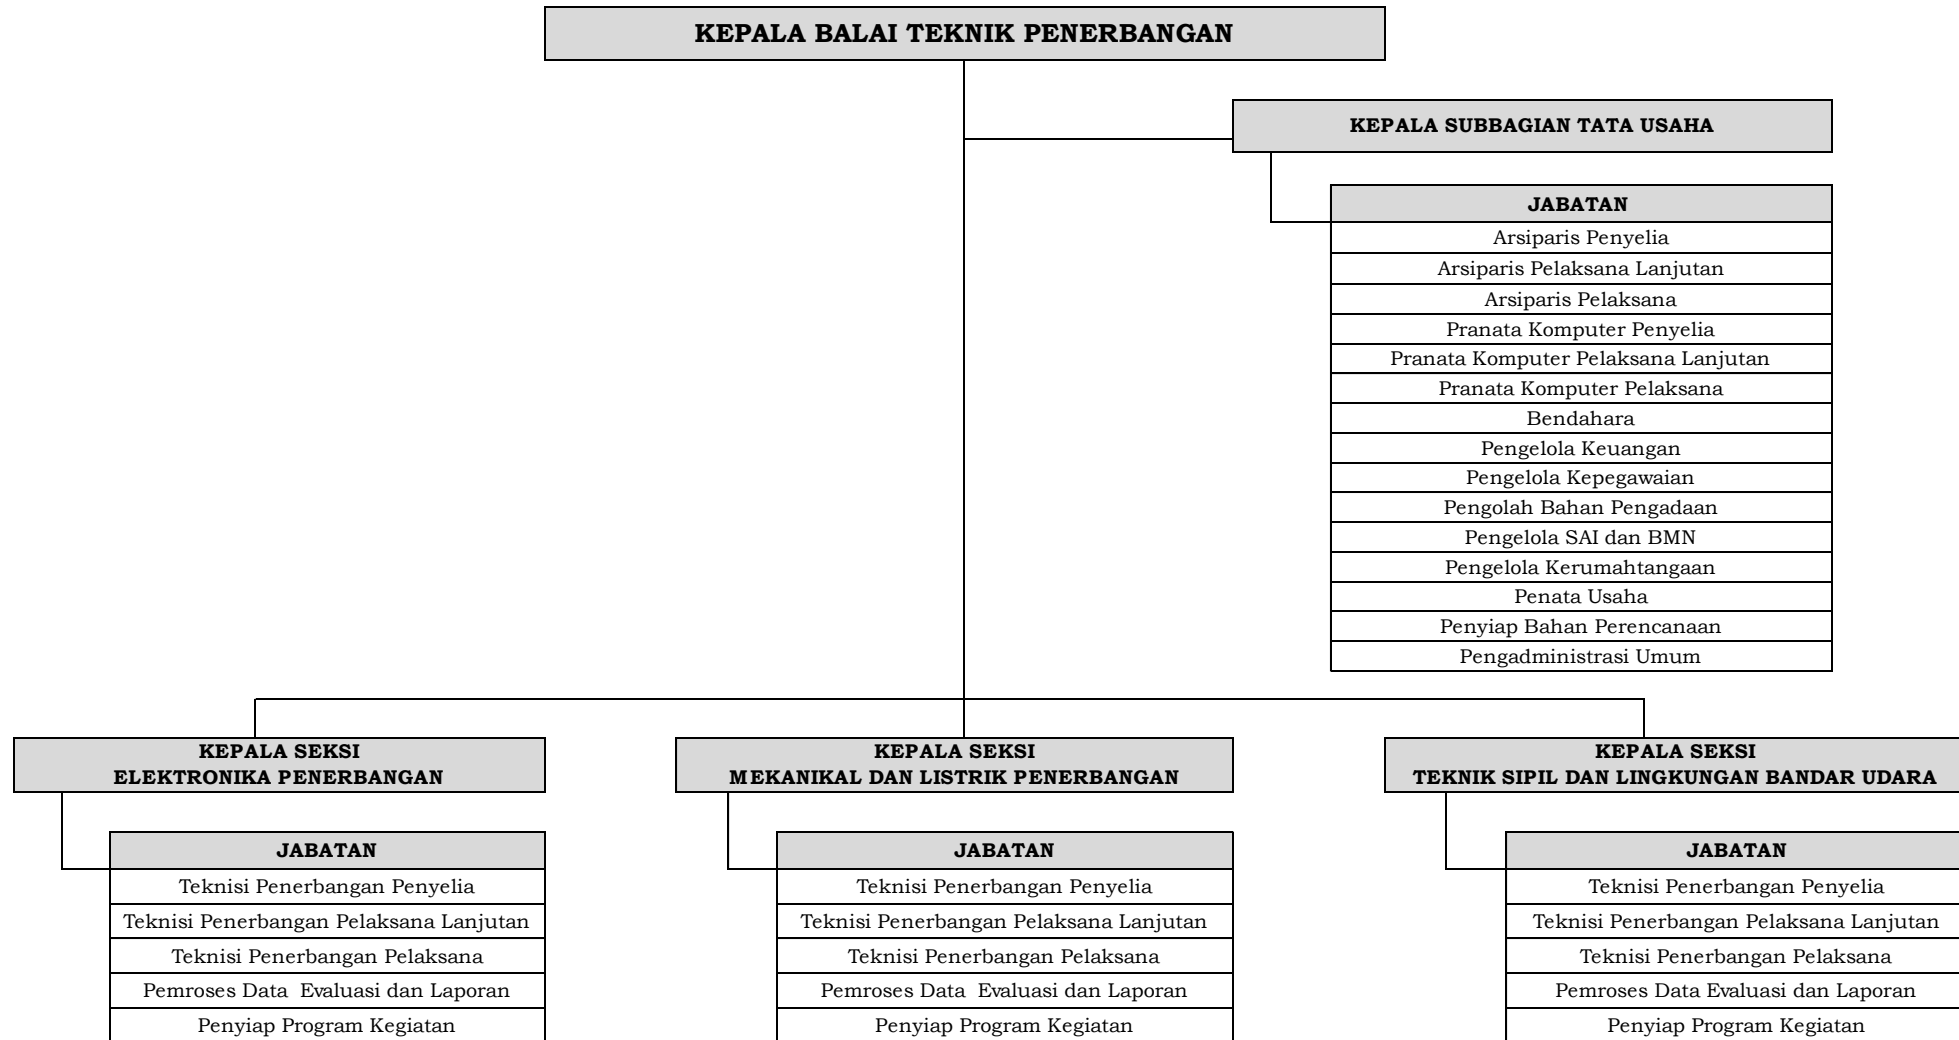 KEPALA BALAI TEKNIK PENERBANGAN
KEPALA SUBBAGIAN TATA USAHA
JABATAN
Arsiparis Penyelia
Arsiparis Pelaksana Lanjutan
Arsiparis Pelaksana
Pranata Komputer Penyelia
Pranata Komputer Pelaksana Lanjutan
Pranata Komputer Pelaksana
Bendahara
Pengelola Keuangan
Pengelola Kepegawaian
Pengolah Bahan Pengadaan
Pengelola SAI dan BMN
Pengelola Kerumahtangaan
Penata Usaha
Penyiap Bahan Perencanaan
Pengadministrasi Umum
KEPALA SEKSI
ELEKTRONIKA PENERBANGAN
JABATAN
Teknisi Penerbangan Penyelia
Teknisi Penerbangan Pelaksana Lanjutan
Teknisi Penerbangan Pelaksana
Pemroses Data Evaluasi dan Laporan
Penyiap Program Kegiatan
KEPALA SEKSI
MEKANIKAL DAN LISTRIK PENERBANGAN
JABATAN
Teknisi Penerbangan Penyelia
Teknisi Penerbangan Pelaksana Lanjutan
Teknisi Penerbangan Pelaksana
Pemroses Data Evaluasi dan Laporan
Penyiap Program Kegiatan
KEPALA SEKSI
TEKNIK SIPIL DAN LINGKUNGAN BANDAR UDARA
JABATAN
Teknisi Penerbangan Penyelia
Teknisi Penerbangan Pelaksana Lanjutan
Teknisi Penerbangan Pelaksana
Pemroses Data Evaluasi dan Laporan
Penyiap Program Kegiatan